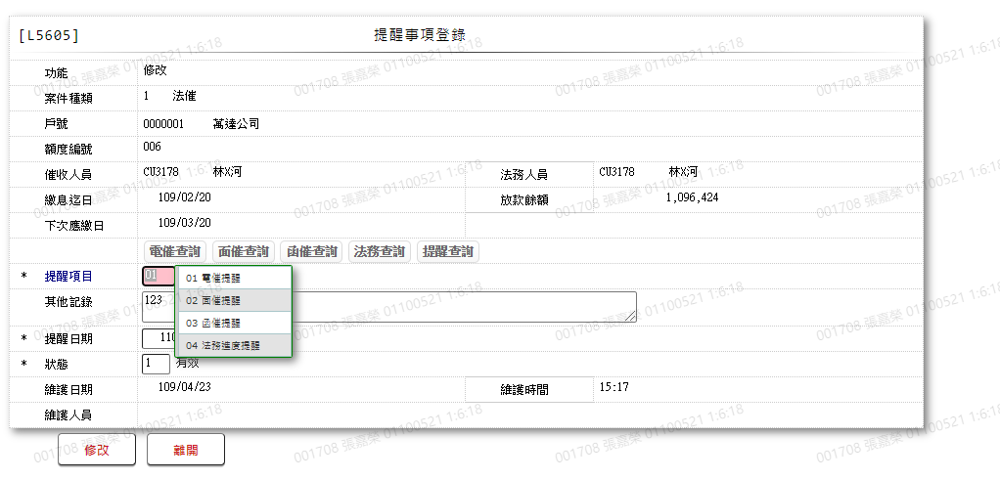 [L5605] 提醒事項登錄
功能 修改
案件種類 1 法催
戶號 0000001 萬達公司
額度編號 006
催收人員 CU3178 林X河 法務人員 CU3178 林X河
繳息迄日 109/02/20 放款餘額 1,096,424
下次應繳日 109/03/20
電催查詢 面催查詢 函催查詢 法務查詢 提醒查詢
* 提醒項目 01
01 電催提醒
02 面催提醒
03 函催提醒
04 法務進度提醒
其他記錄 123
* 提醒日期 110
* 狀態 1 有效
維護日期 109/04/23 維護時間 15:17
維護人員
修改 離開
001708 張嘉榮 01100521 1:6:18